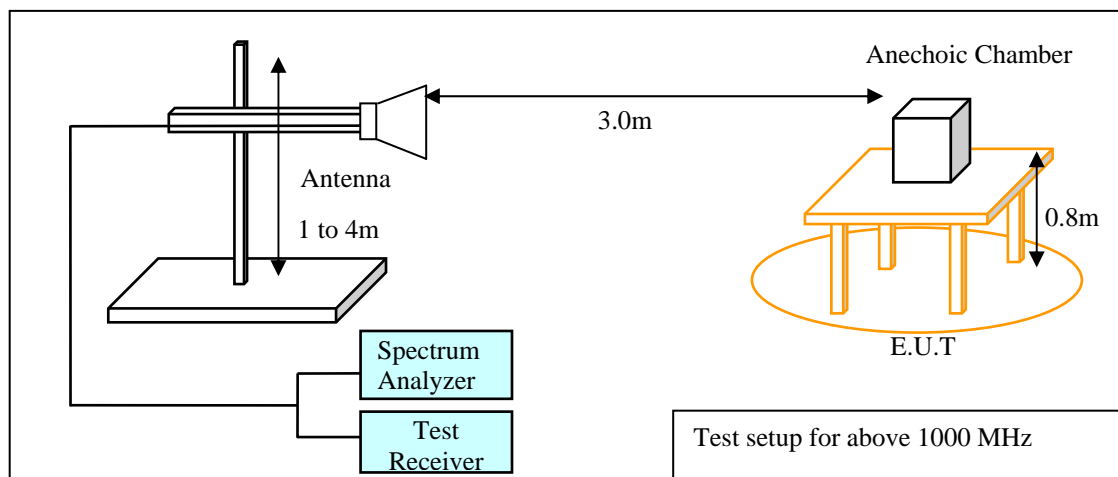 Anechoic Chamber
3.0m
Antenna
1 to 4m
0.8m
E.U.T
Spectrum
Analyzer
Test
Receiver
Test setup for above 1000 MHz